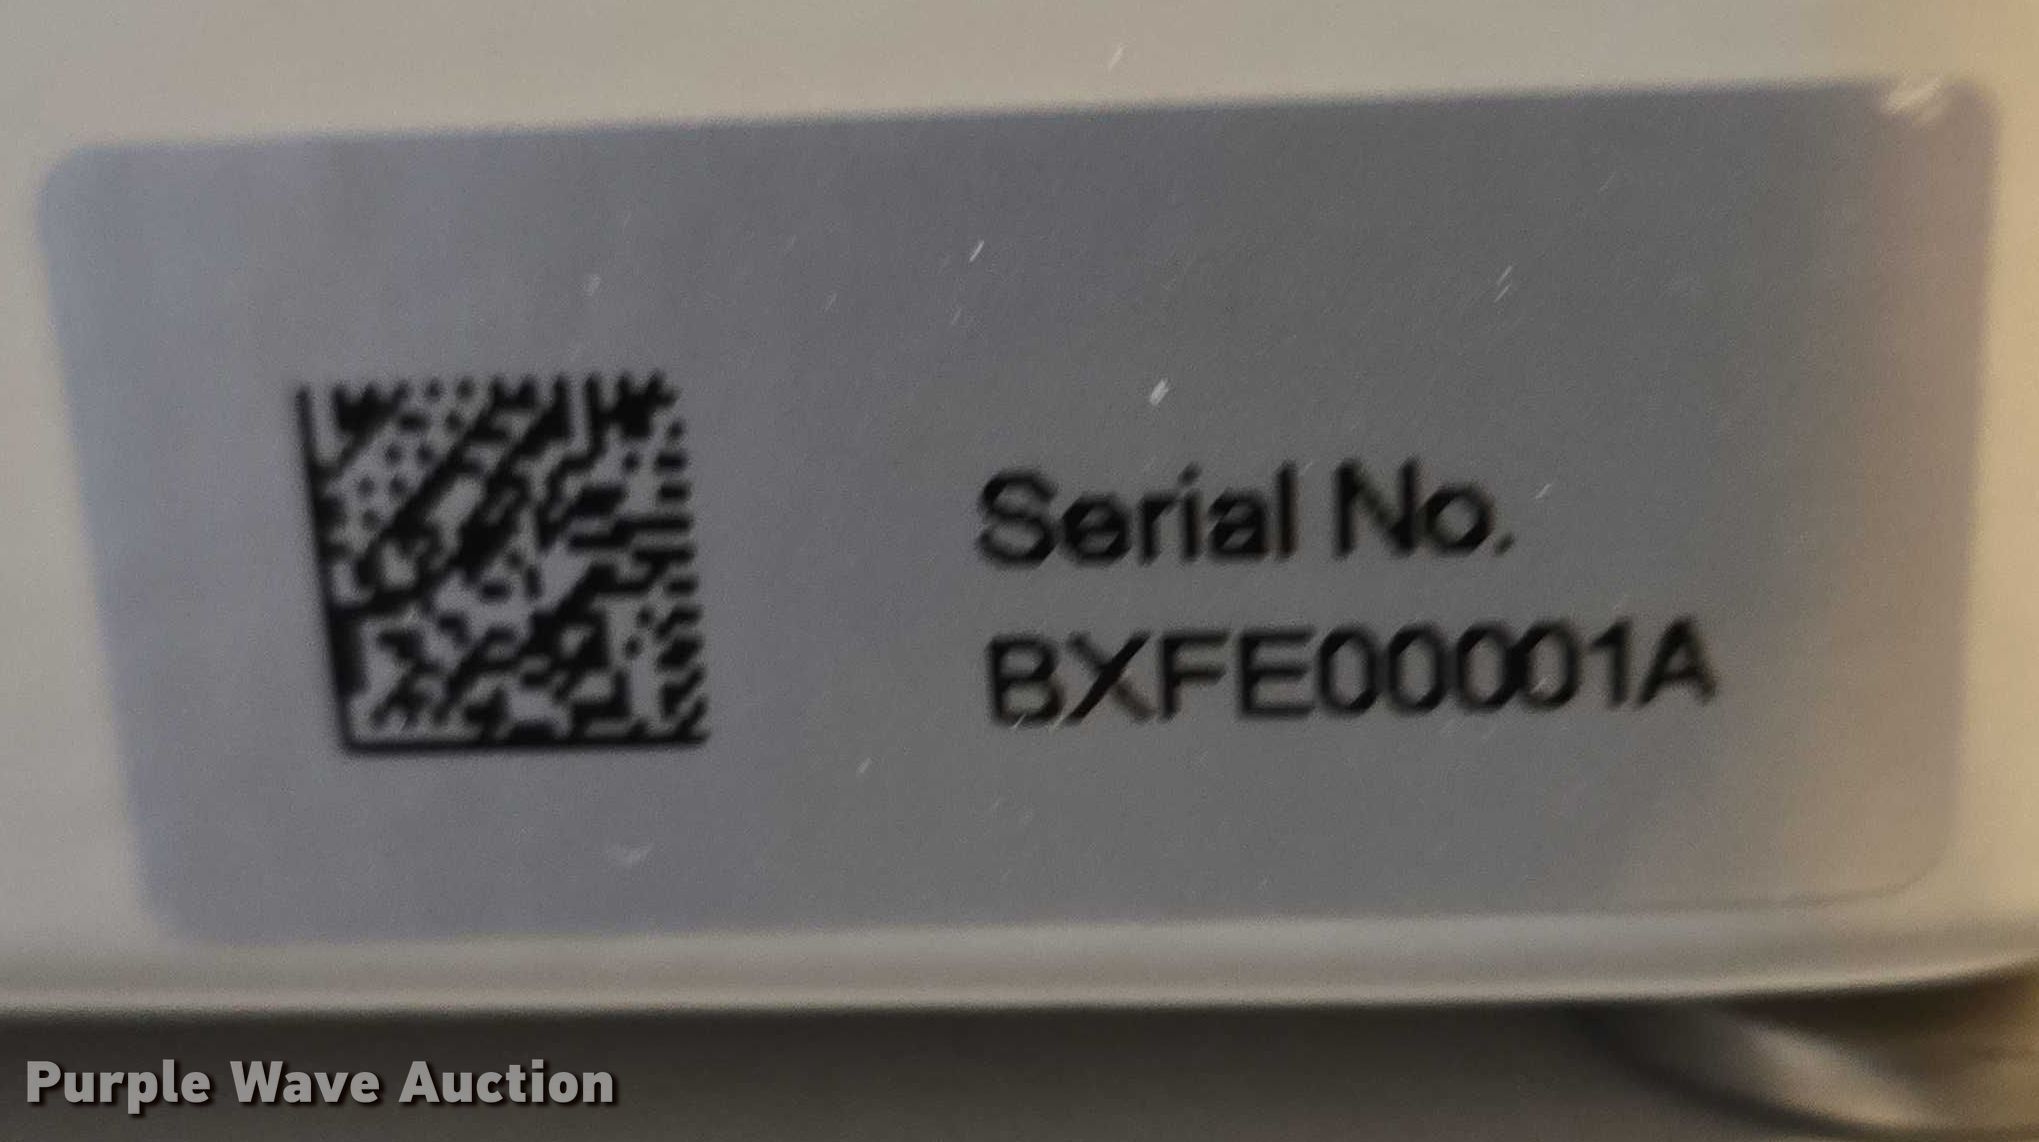 Serial No.
BXFE00001A
Purple Wave Auction